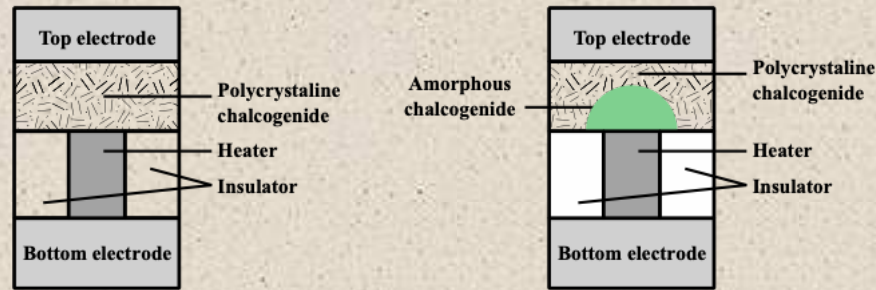 Top electrode
Polycrystaline
chalcogenide
Heater
Insulator
Bottom electrode
Top electrode
Amorphous
chalcogenide
Polycrystaline
chalcogenide
Heater
Insulator
Bottom electrode